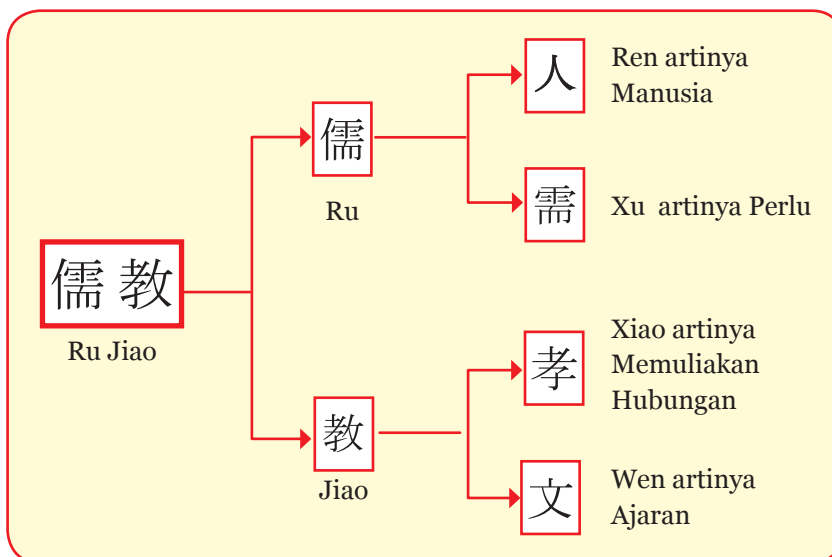 儒教
Ru Jiao
儒
Ru
人
Ren artinya
Manusia
需
Xu artinya Perlu
教
Jiao
孝
Xiao artinya
Memuliakan
Hubungan
文
Wen artinya
Ajaran